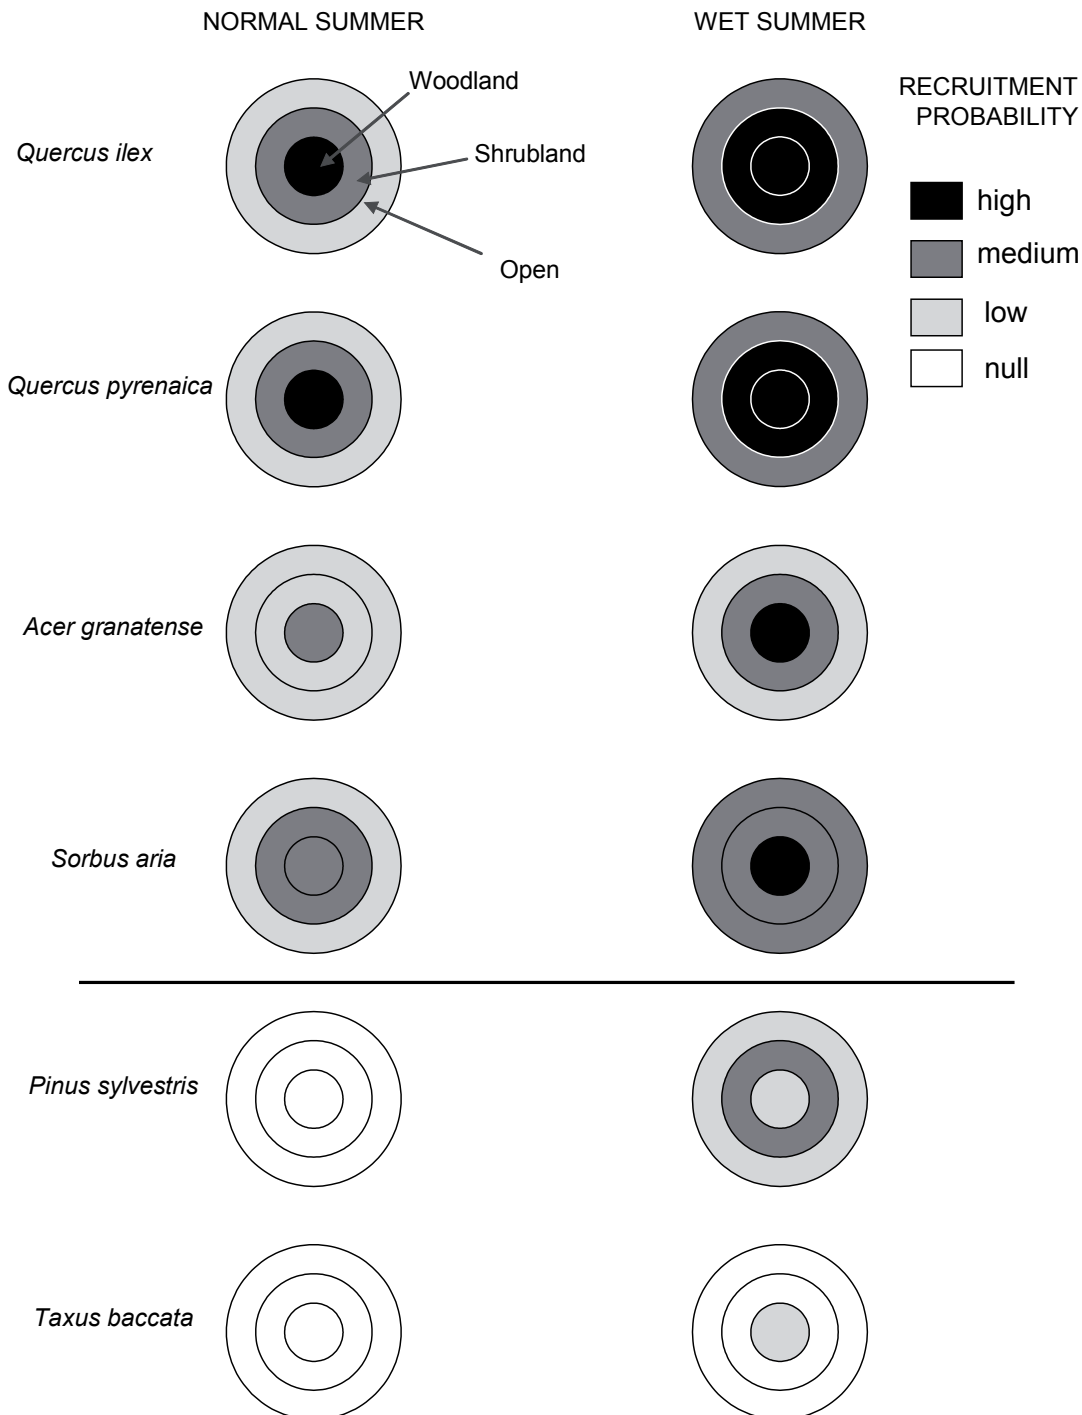 NORMAL SUMMER
WET SUMMER
Woodland
RECRUITMENT
PROBABILITY
Quercus ilex
Shrubland
high
medium
Open
low
Quercus pyrenaica
null
Acer granatense
Sorbus aria
Pinus sylvestris
Taxus baccata